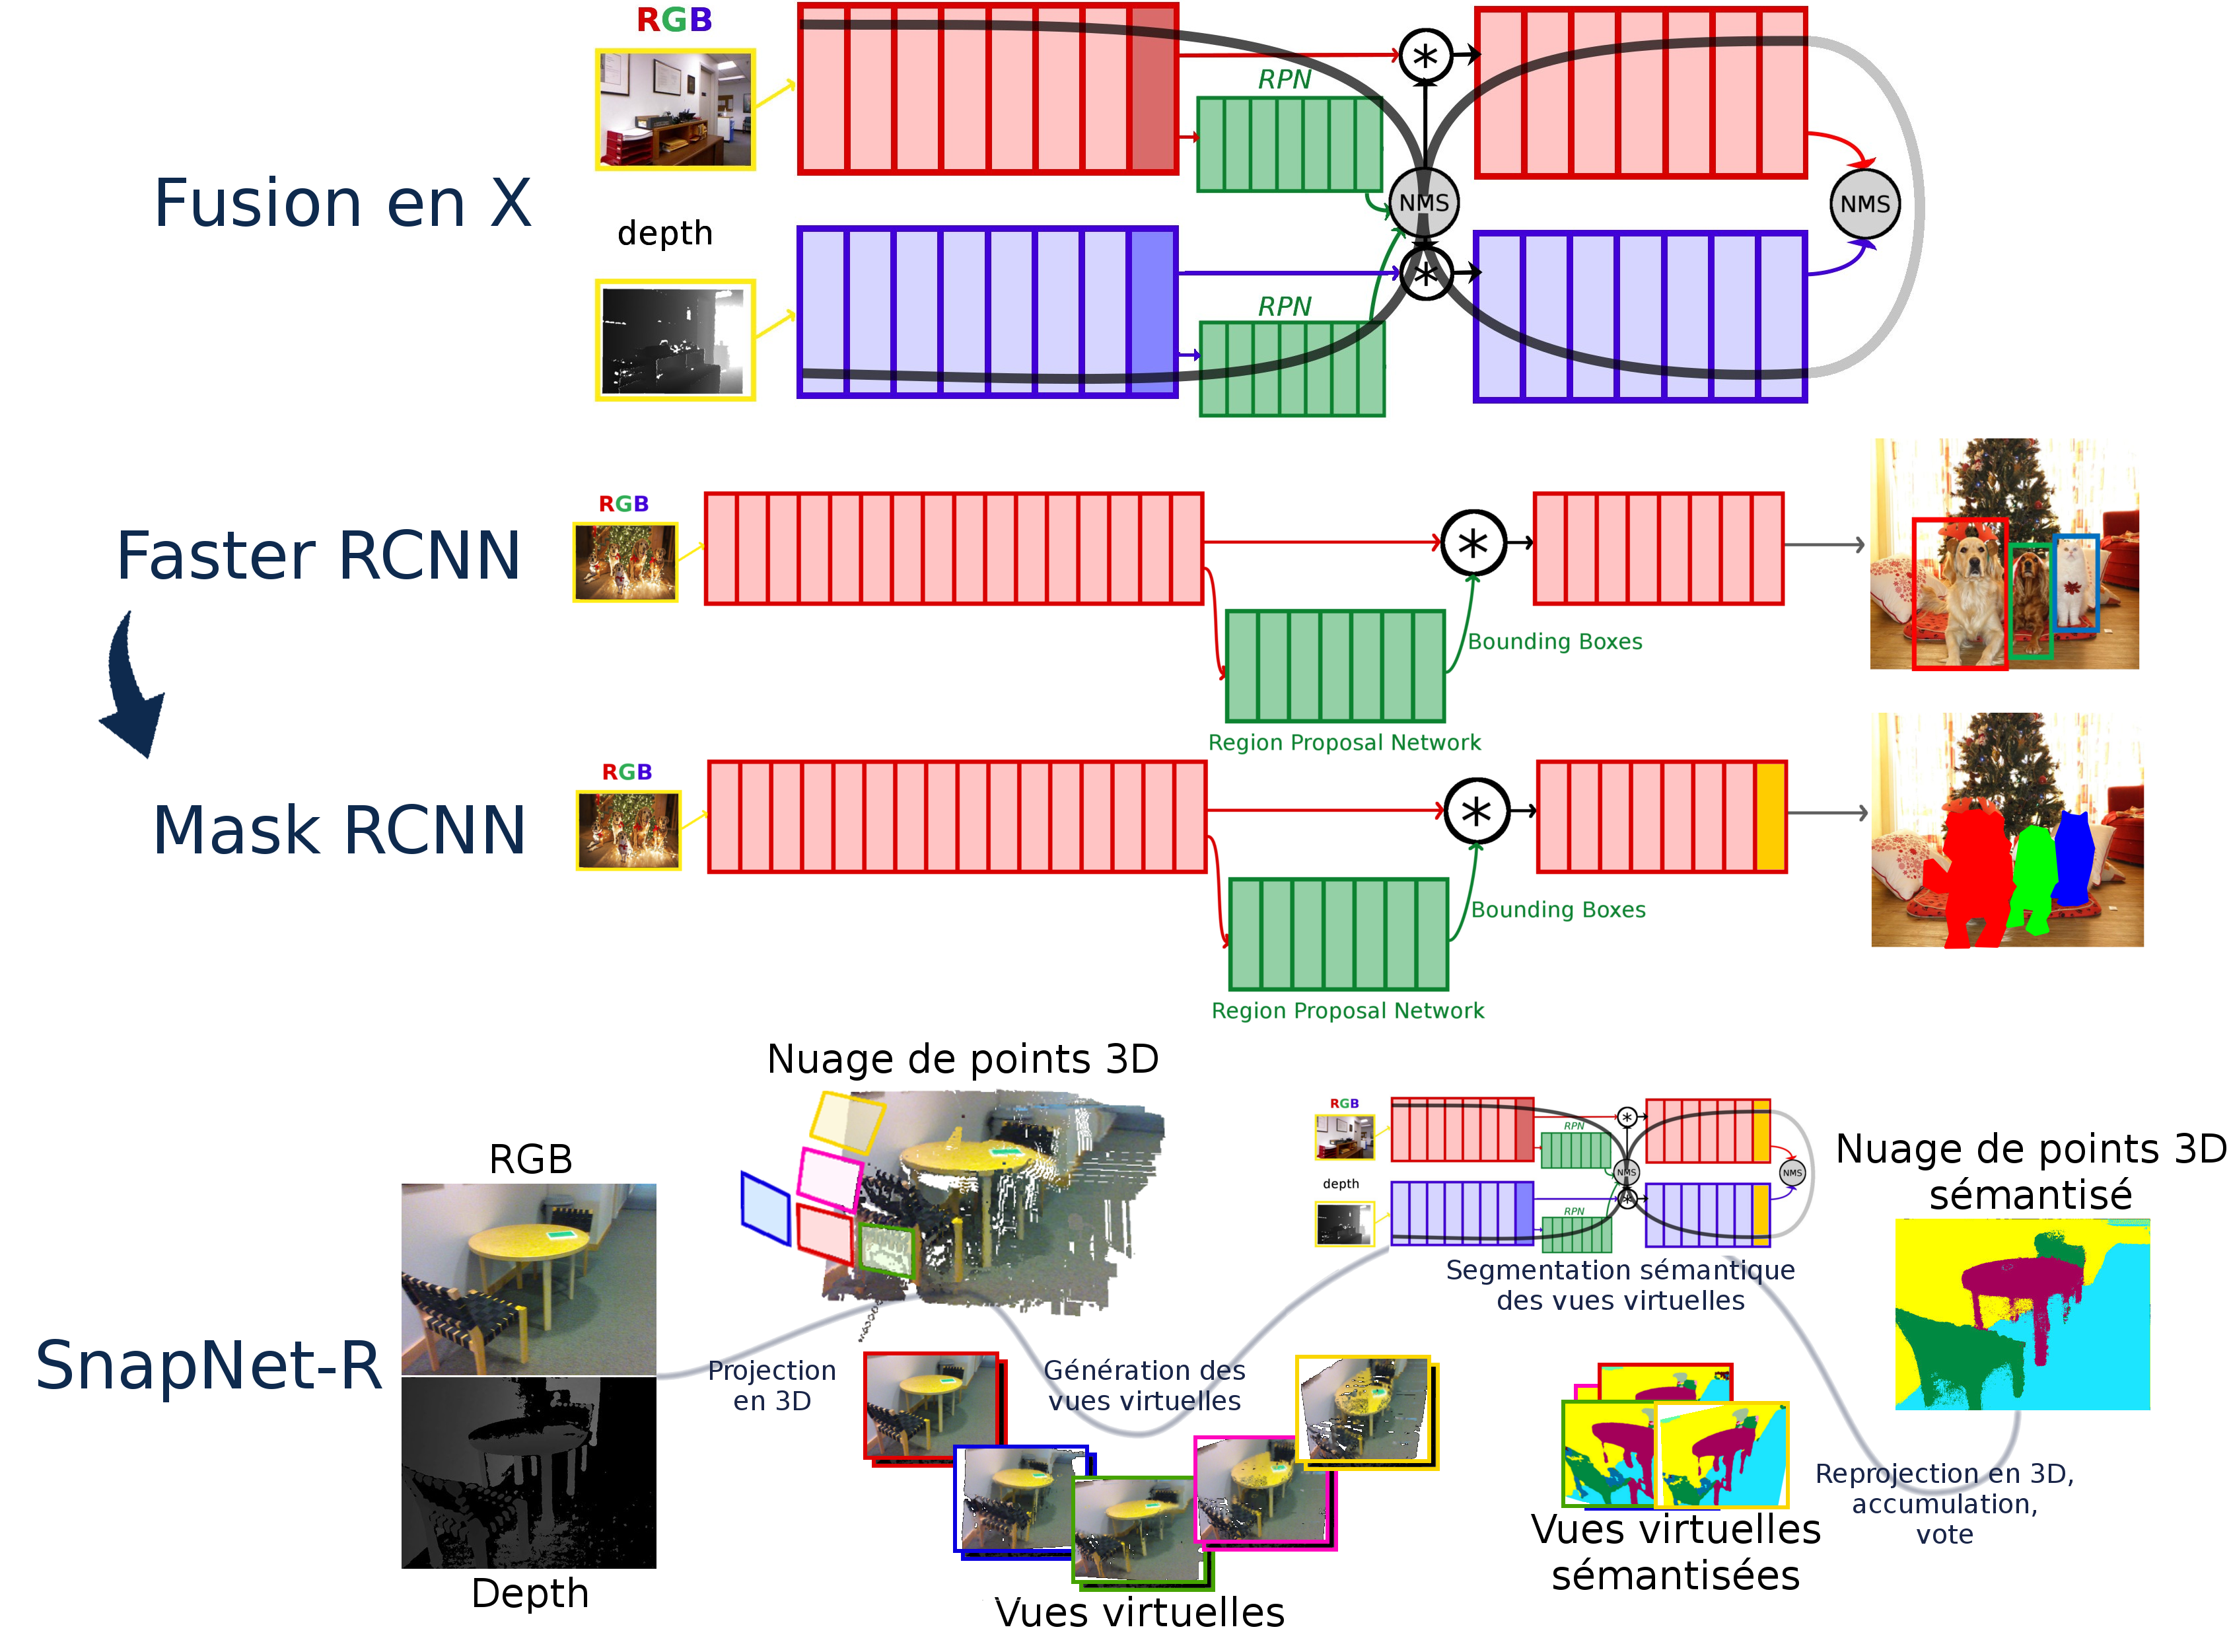 RGB
Fusion en X
depth
RPN
RPN
*
*
NMS
NMS
Faster RCNN
RGB
*
Bounding Boxes
Region Proposal Network
Mask RCNN
RGB
*
Bounding Boxes
Region Proposal Network
SnapNet-R
RGB
Depth
Nuage de points 3D
Projection
en 3D
Génération des
vues virtuelles
Vues virtuelles
RGB
depth
RPN
RPN
*
*
NMS
NMS
Segmentation sémantique
des vues virtuelles
Vues virtuelles
sémantisées
Nuage de points 3D
sémantisé
Reprojection en 3D,
accumulation,
vote